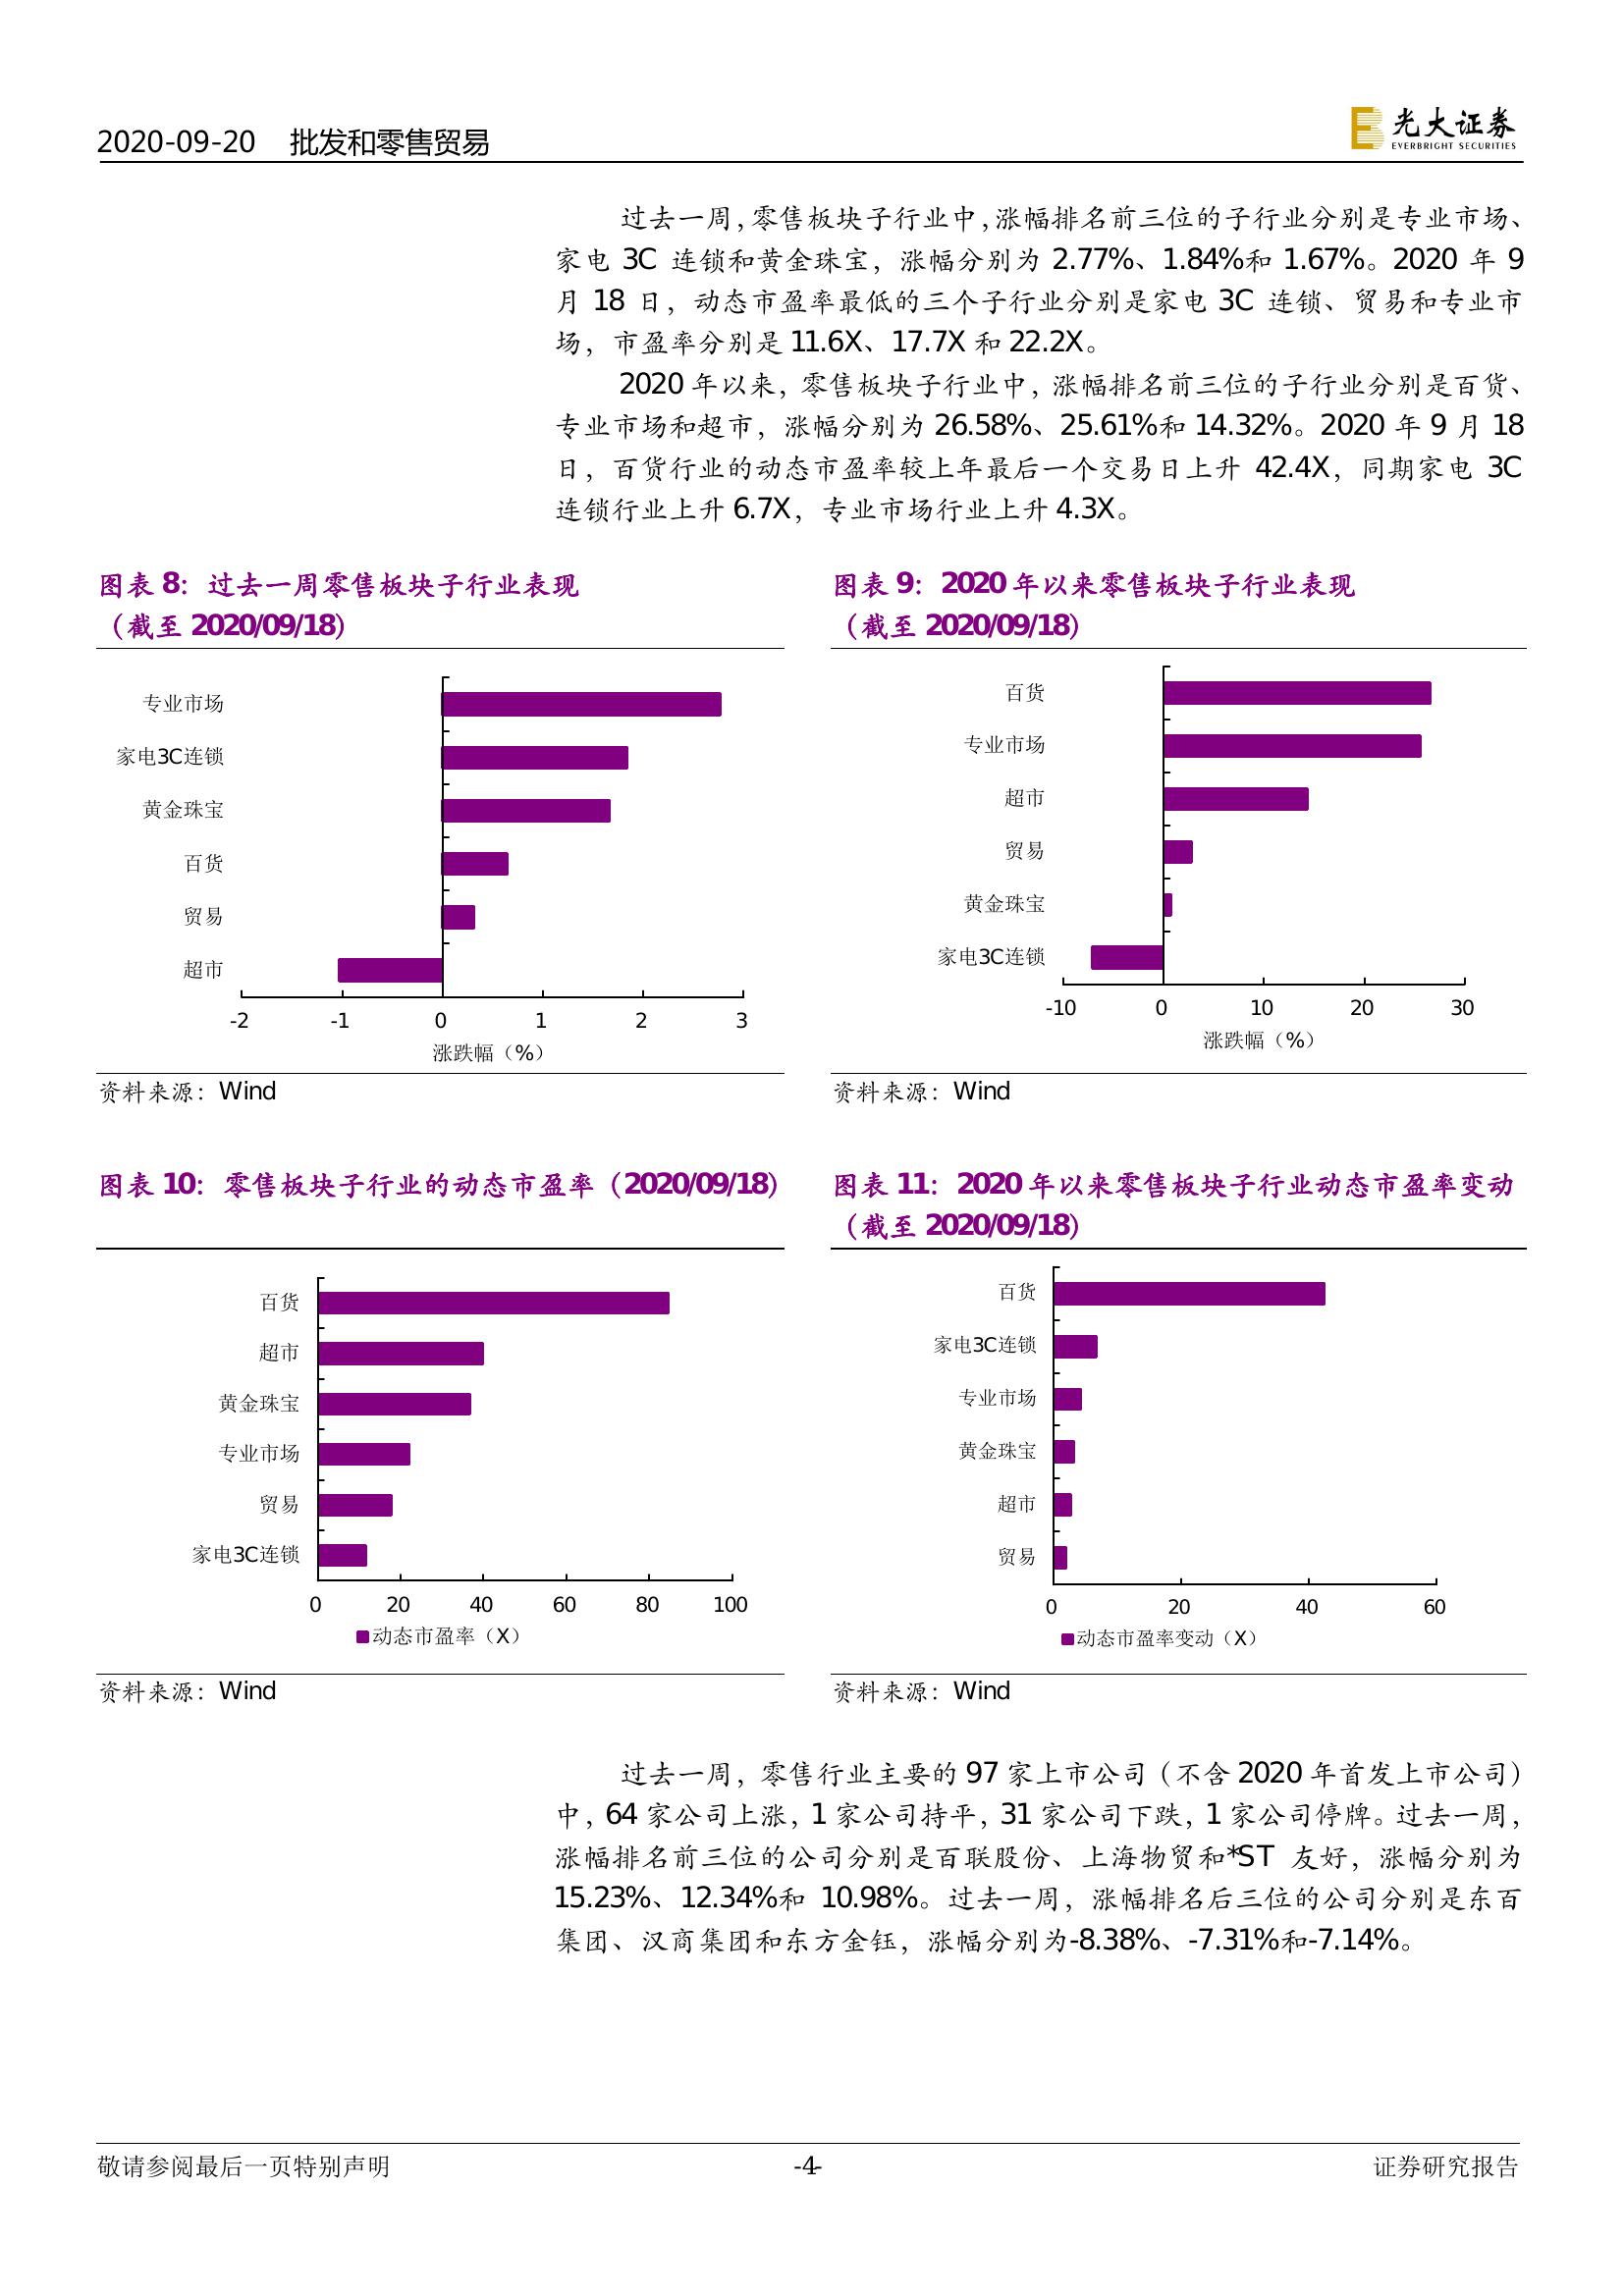 2020-09-20 批发和零售贸易
光大证券
EVERBRIGHT SECURITIES
过去一周，零售板块子行业中，涨幅排名前三位的子行业分别是专业市场、
家电 3C 连锁和黄金珠宝，涨幅分别为 2.77%、1.84%和 1.67%。2020 年 9
月 18 日，动态市盈率最低的三个子行业分别是家电 3C 连锁、贸易和专业市
场，市盈率分别是 11.6X、17.7X 和 22.2X。
2020 年以来，零售板块子行业中，涨幅排名前三位的子行业分别是百货、
专业市场和超市，涨幅分别为 26.58%、25.61%和 14.32%。2020 年 9 月 18
日，百货行业的动态市盈率较上年最后一个交易日上升 42.4X，同期家电 3C
连锁行业上升 6.7X，专业市场行业上升 4.3X。
图表 8：过去一周零售板块子行业表现
（截至 2020/09/18）
专业市场
家电3C连锁
黄金珠宝
百货
贸易
超市
-2 -1 0 1 2 3
涨跌幅（%）
资料来源：Wind
图表 9：2020 年以来零售板块子行业表现
（截至 2020/09/18）
百货
专业市场
超市
贸易
黄金珠宝
家电3C连锁
-10 0 10 20 30
涨跌幅（%）
资料来源：Wind
图表 10：零售板块子行业的动态市盈率（2020/09/18）
百货
超市
黄金珠宝
专业市场
贸易
家电3C连锁
0 20 40 60 80 100
动态市盈率（X）
资料来源：Wind
图表 11：2020 年以来零售板块子行业动态市盈率变动
（截至 2020/09/18）
百货
家电3C连锁
专业市场
黄金珠宝
超市
贸易
0 20 40 60
动态市盈率变动（X）
资料来源：Wind
过去一周，零售行业主要的 97 家上市公司（不含 2020 年首发上市公司）
中，64 家公司上涨，1 家公司持平，31 家公司下跌，1 家公司停牌。过去一周，
涨幅排名前三位的公司分别是百联股份、上海物贸和*ST 友好，涨幅分别为
15.23%、12.34%和 10.98%。过去一周，涨幅排名后三位的公司分别是东百
集团、汉商集团和东方金钰，涨幅分别为-8.38%、-7.31%和-7.14%。
敬请参阅最后一页特别声明
-4-
证券研究报告